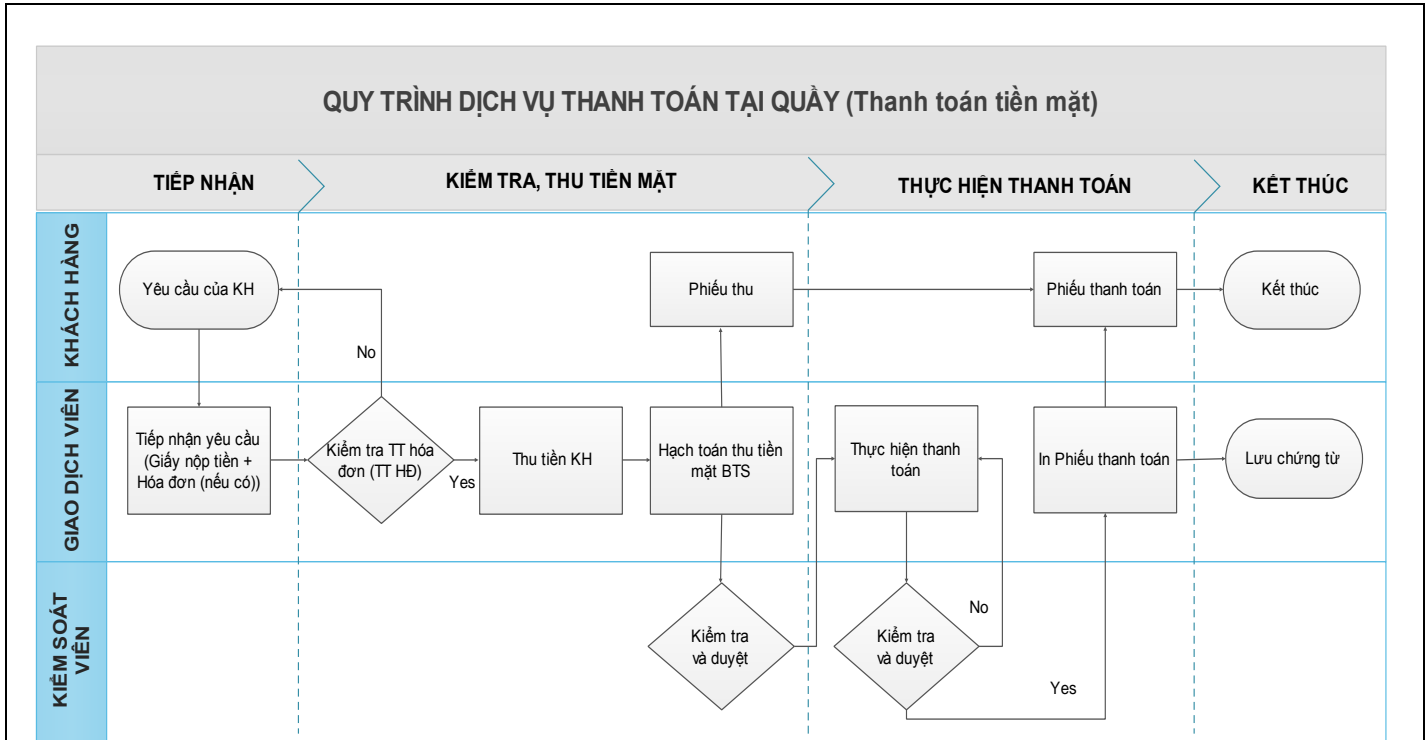 QUY TRÌNH DỊCH VỤ THANH TOÁN TẠI QUẦY (Thanh toán tiền mặt)
TIẾP NHẬN
KIỂM TRA, THU TIỀN MẶT
THỰC HIỆN THANH TOÁN
KẾT THÚC
KHÁCH HÀNG
Yêu cầu của KH
No
Phiếu thu
Phiếu thanh toán
Kết thúc
GIAO DỊCH VIÊN
Tiếp nhận yêu cầu
(Giấy nộp tiền +
Hóa đơn (nếu có))
Kiểm tra TT hóa
đơn (TT HĐ)
Yes
Thu tiền KH
Hạch toán thu tiền
mặt BTS
Thực hiện thanh
toán
In Phiếu thanh toán
Lưu chứng từ
KIỂM SOÁT
VIÊN
Kiểm tra
và duyệt
Kiểm tra
và duyệt
No
Yes